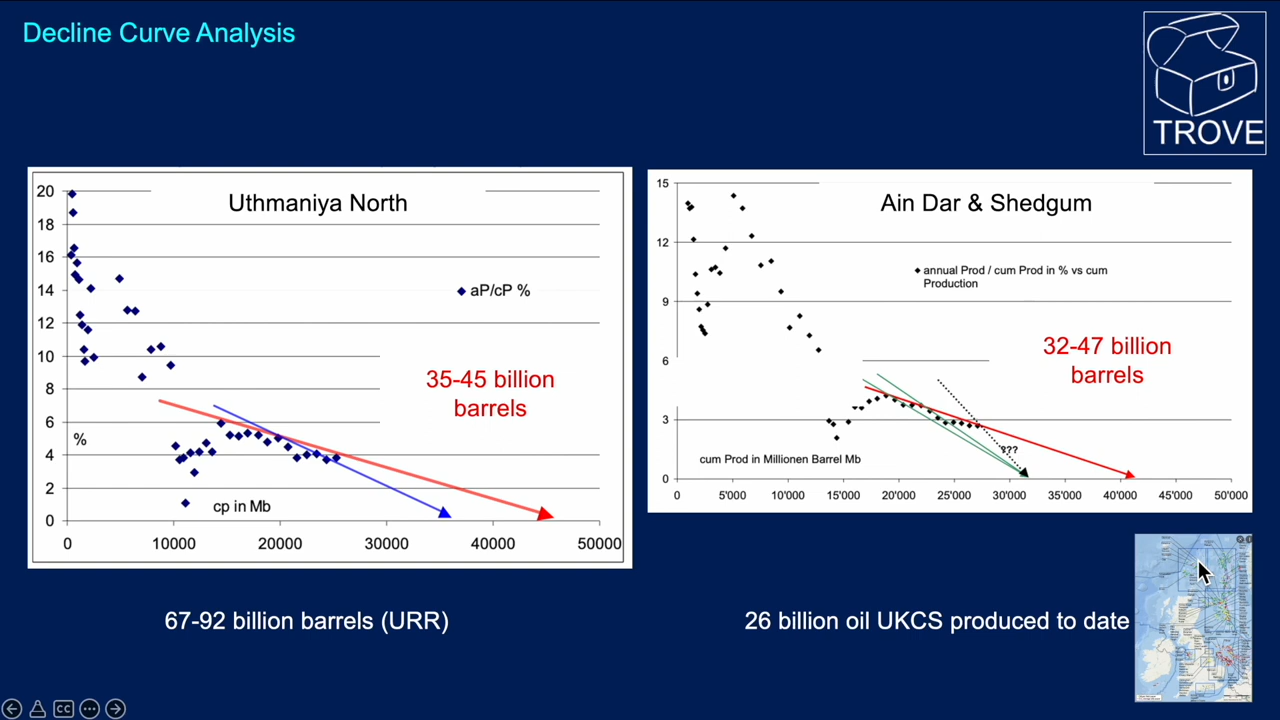 Decline Curve Analysis
TROVE
Uthmaniya North
20
18
16
14
12
10
8
6
4
2
0
%
aP/cP %
35-45 billion
barrels
cp in Mb
0 10000 20000 30000 40000 50000
Ain Dar & Shedgum
15
12
9
6
3
0
annual Prod / cum Prod in % vs cum
Production
32-47 billion
barrels
???
cum Prod in Millionen Barrel Mb
0 5'000 10'000 15'000 20'000 25'000 30'000 35'000 40'000 45'000 50'000
67-92 billion barrels (URR)
26 billion oil UKCS produced to date
CC